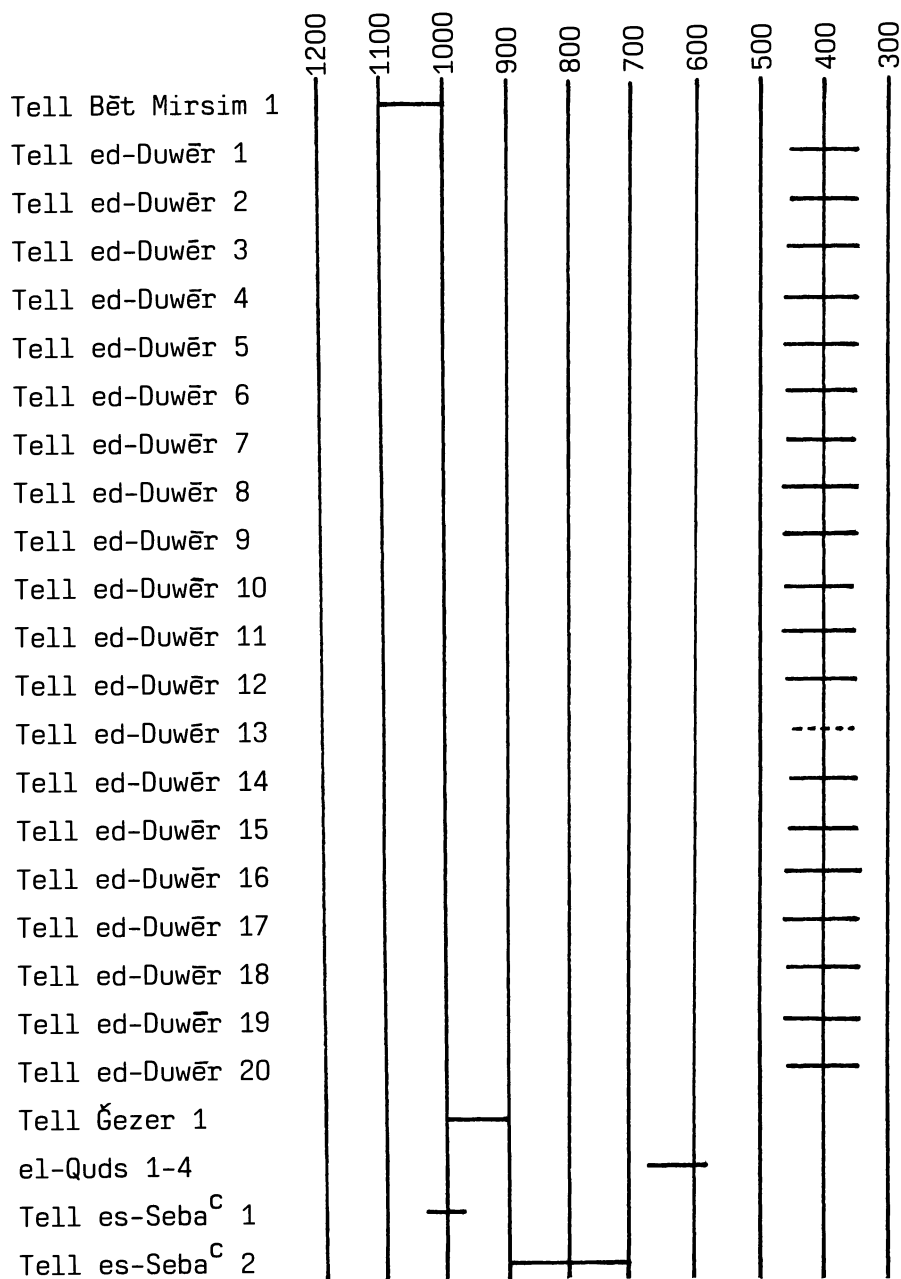 1200 1100 1000 900 800 700 600 500 400 300
Tell Bēt Mirsim 1
Tell ed-Duwēr 1
Tell ed-Duwēr 2
Tell ed-Duwēr 3
Tell ed-Duwēr 4
Tell ed-Duwēr 5
Tell ed-Duwēr 6
Tell ed-Duwēr 7
Tell ed-Duwēr 8
Tell ed-Duwēr 9
Tell ed-Duwēr 10
Tell ed-Duwēr 11
Tell ed-Duwēr 12
Tell ed-Duwēr 13
Tell ed-Duwēr 14
Tell ed-Duwēr 15
Tell ed-Duwēr 16
Tell ed-Duwēr 17
Tell ed-Duwēr 18
Tell ed-Duwēr 19
Tell ed-Duwēr 20
Tell Ǧezer 1
el-Quds 1-4
Tell es-Sebaᶜ 1
Tell es-Sebaᶜ 2